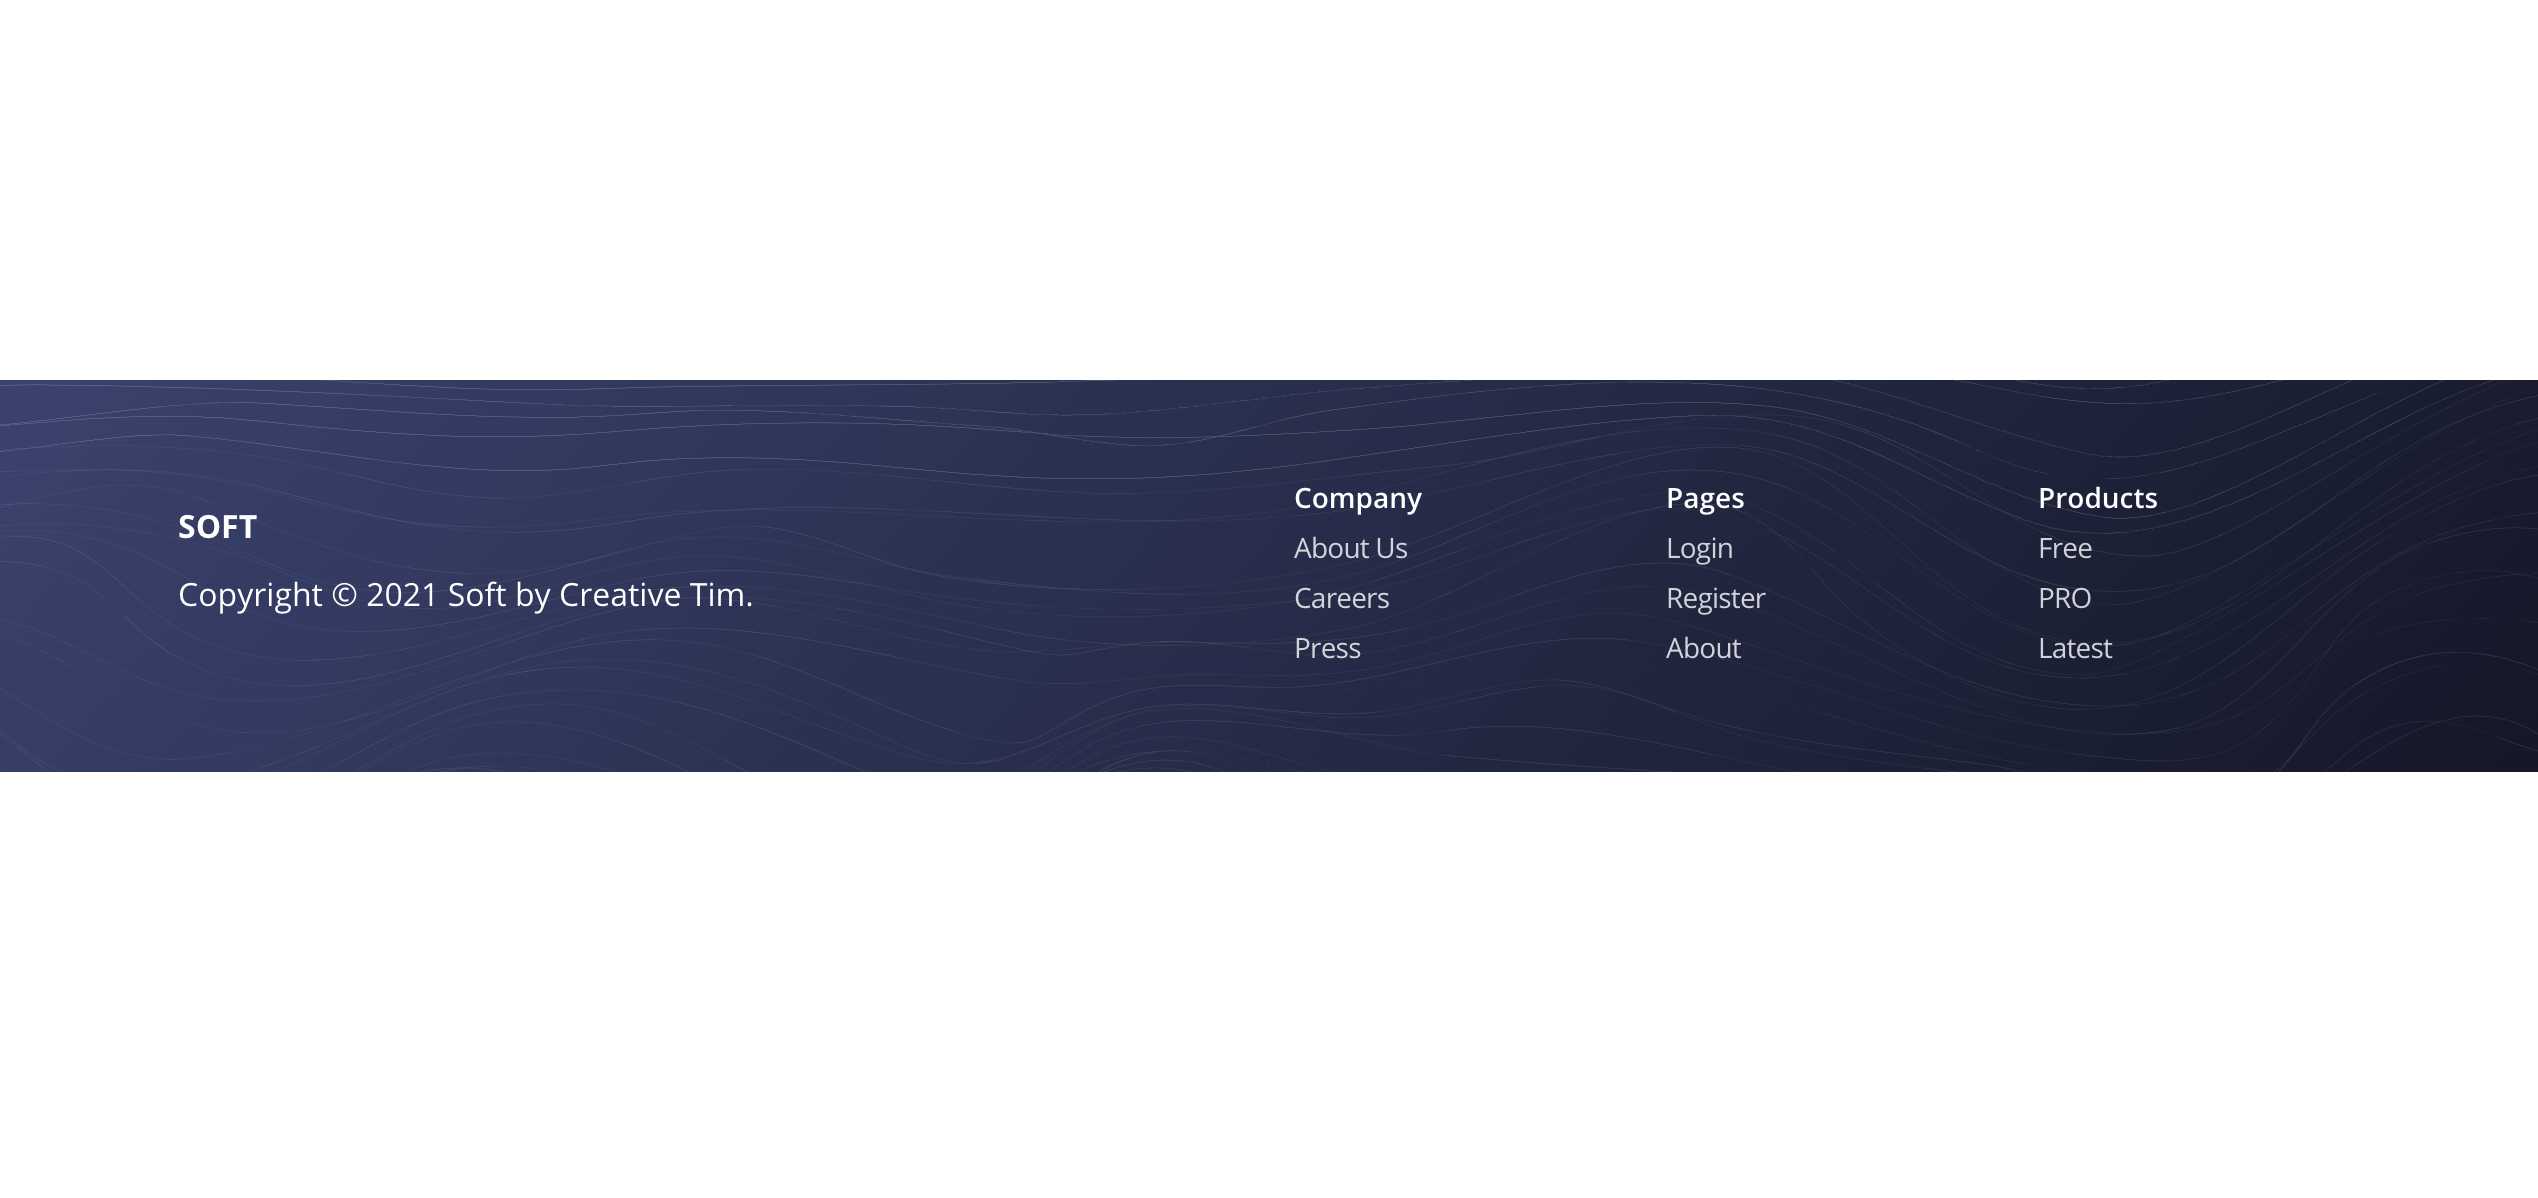 SOFT
Copyright © 2021 Soft by Creative Tim.
Company
About Us
Careers
Press
Pages
Login
Register
About
Products
Free
PRO
Latest